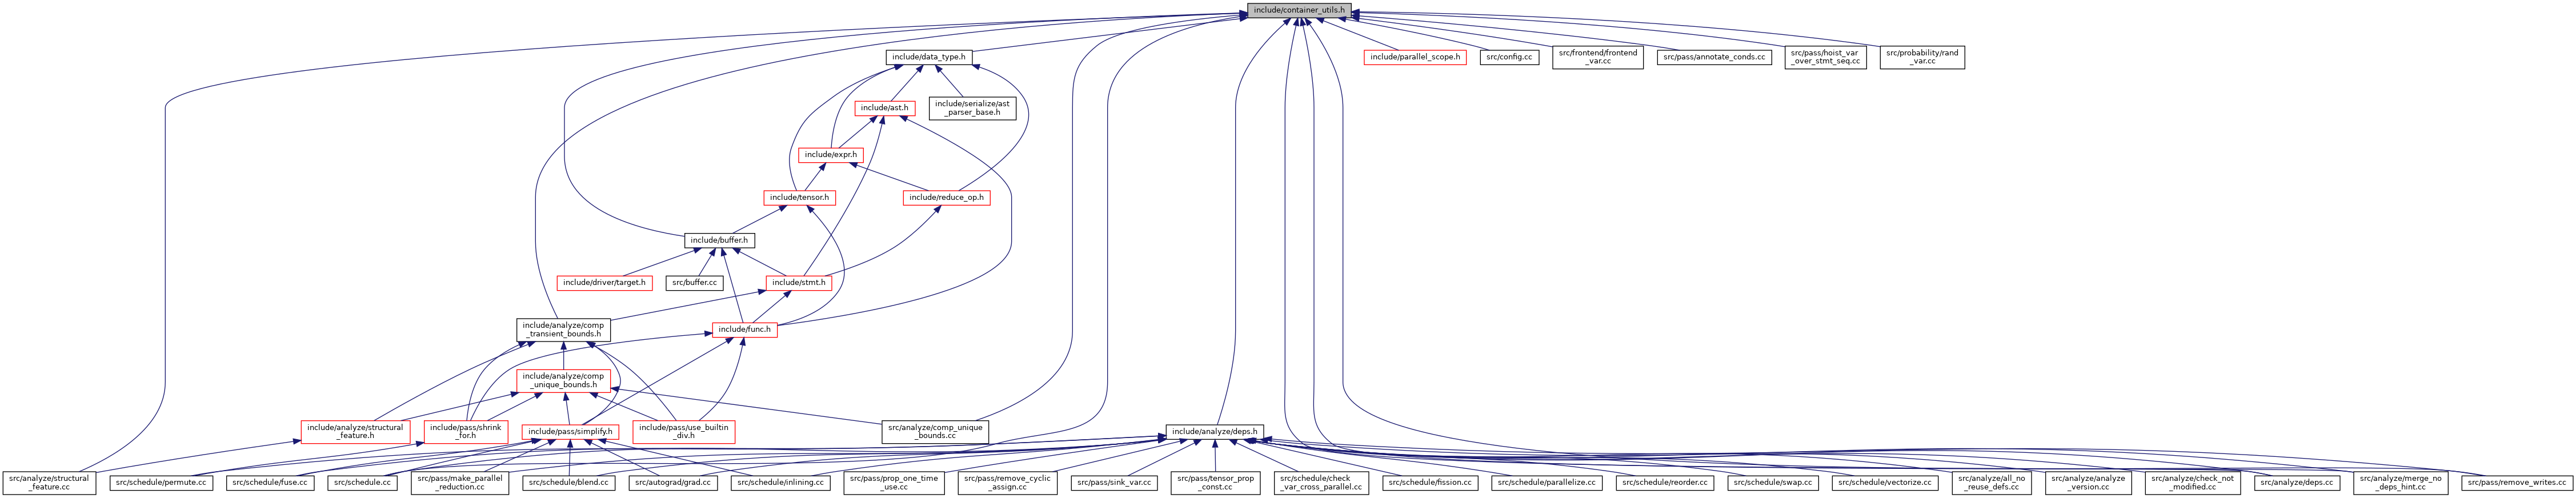 include/container_utils.h
include/data_type.h
include/parallel_scope.h
src/config.cc
src/frontend/frontend
_var.cc
src/pass/annotate_conds.cc
src/pass/hoist_var
_over_stmt_seq.cc
src/probability/rand
_var.cc
include/ast.h
include/serialize/ast
_parser_base.h
include/expr.h
include/tensor.h
include/reduce_op.h
include/buffer.h
include/driver/target.h
src/buffer.cc
include/stmt.h
include/analyze/comp
_transient_bounds.h
include/func.h
include/analyze/comp
_unique_bounds.h
include/analyze/structural
_feature.h
include/pass/shrink
_for.h
include/pass/simplify.h
include/pass/use_builtin
_div.h
src/analyze/comp_unique
_bounds.cc
include/analyze/deps.h
src/analyze/structural
_feature.cc
src/schedule/permute.cc
src/schedule/fuse.cc
src/schedule.cc
src/pass/make_parallel
_reduction.cc
src/schedule/blend.cc
src/autograd/grad.cc
src/schedule/inlining.cc
src/pass/prop_one_time
_use.cc
src/pass/remove_cyclic
_assign.cc
src/pass/sink_var.cc
src/pass/tensor_prop
_const.cc
src/schedule/check
_var_cross_parallel.cc
src/schedule/fission.cc
src/schedule/parallelize.cc
src/schedule/reorder.cc
src/schedule/swap.cc
src/schedule/vectorize.cc
src/analyze/all_no
_reuse_defs.cc
src/analyze/analyze
_version.cc
src/analyze/check_not
_modified.cc
src/analyze/deps.cc
src/analyze/merge_no
_deps_hint.cc
src/pass/remove_writes.cc